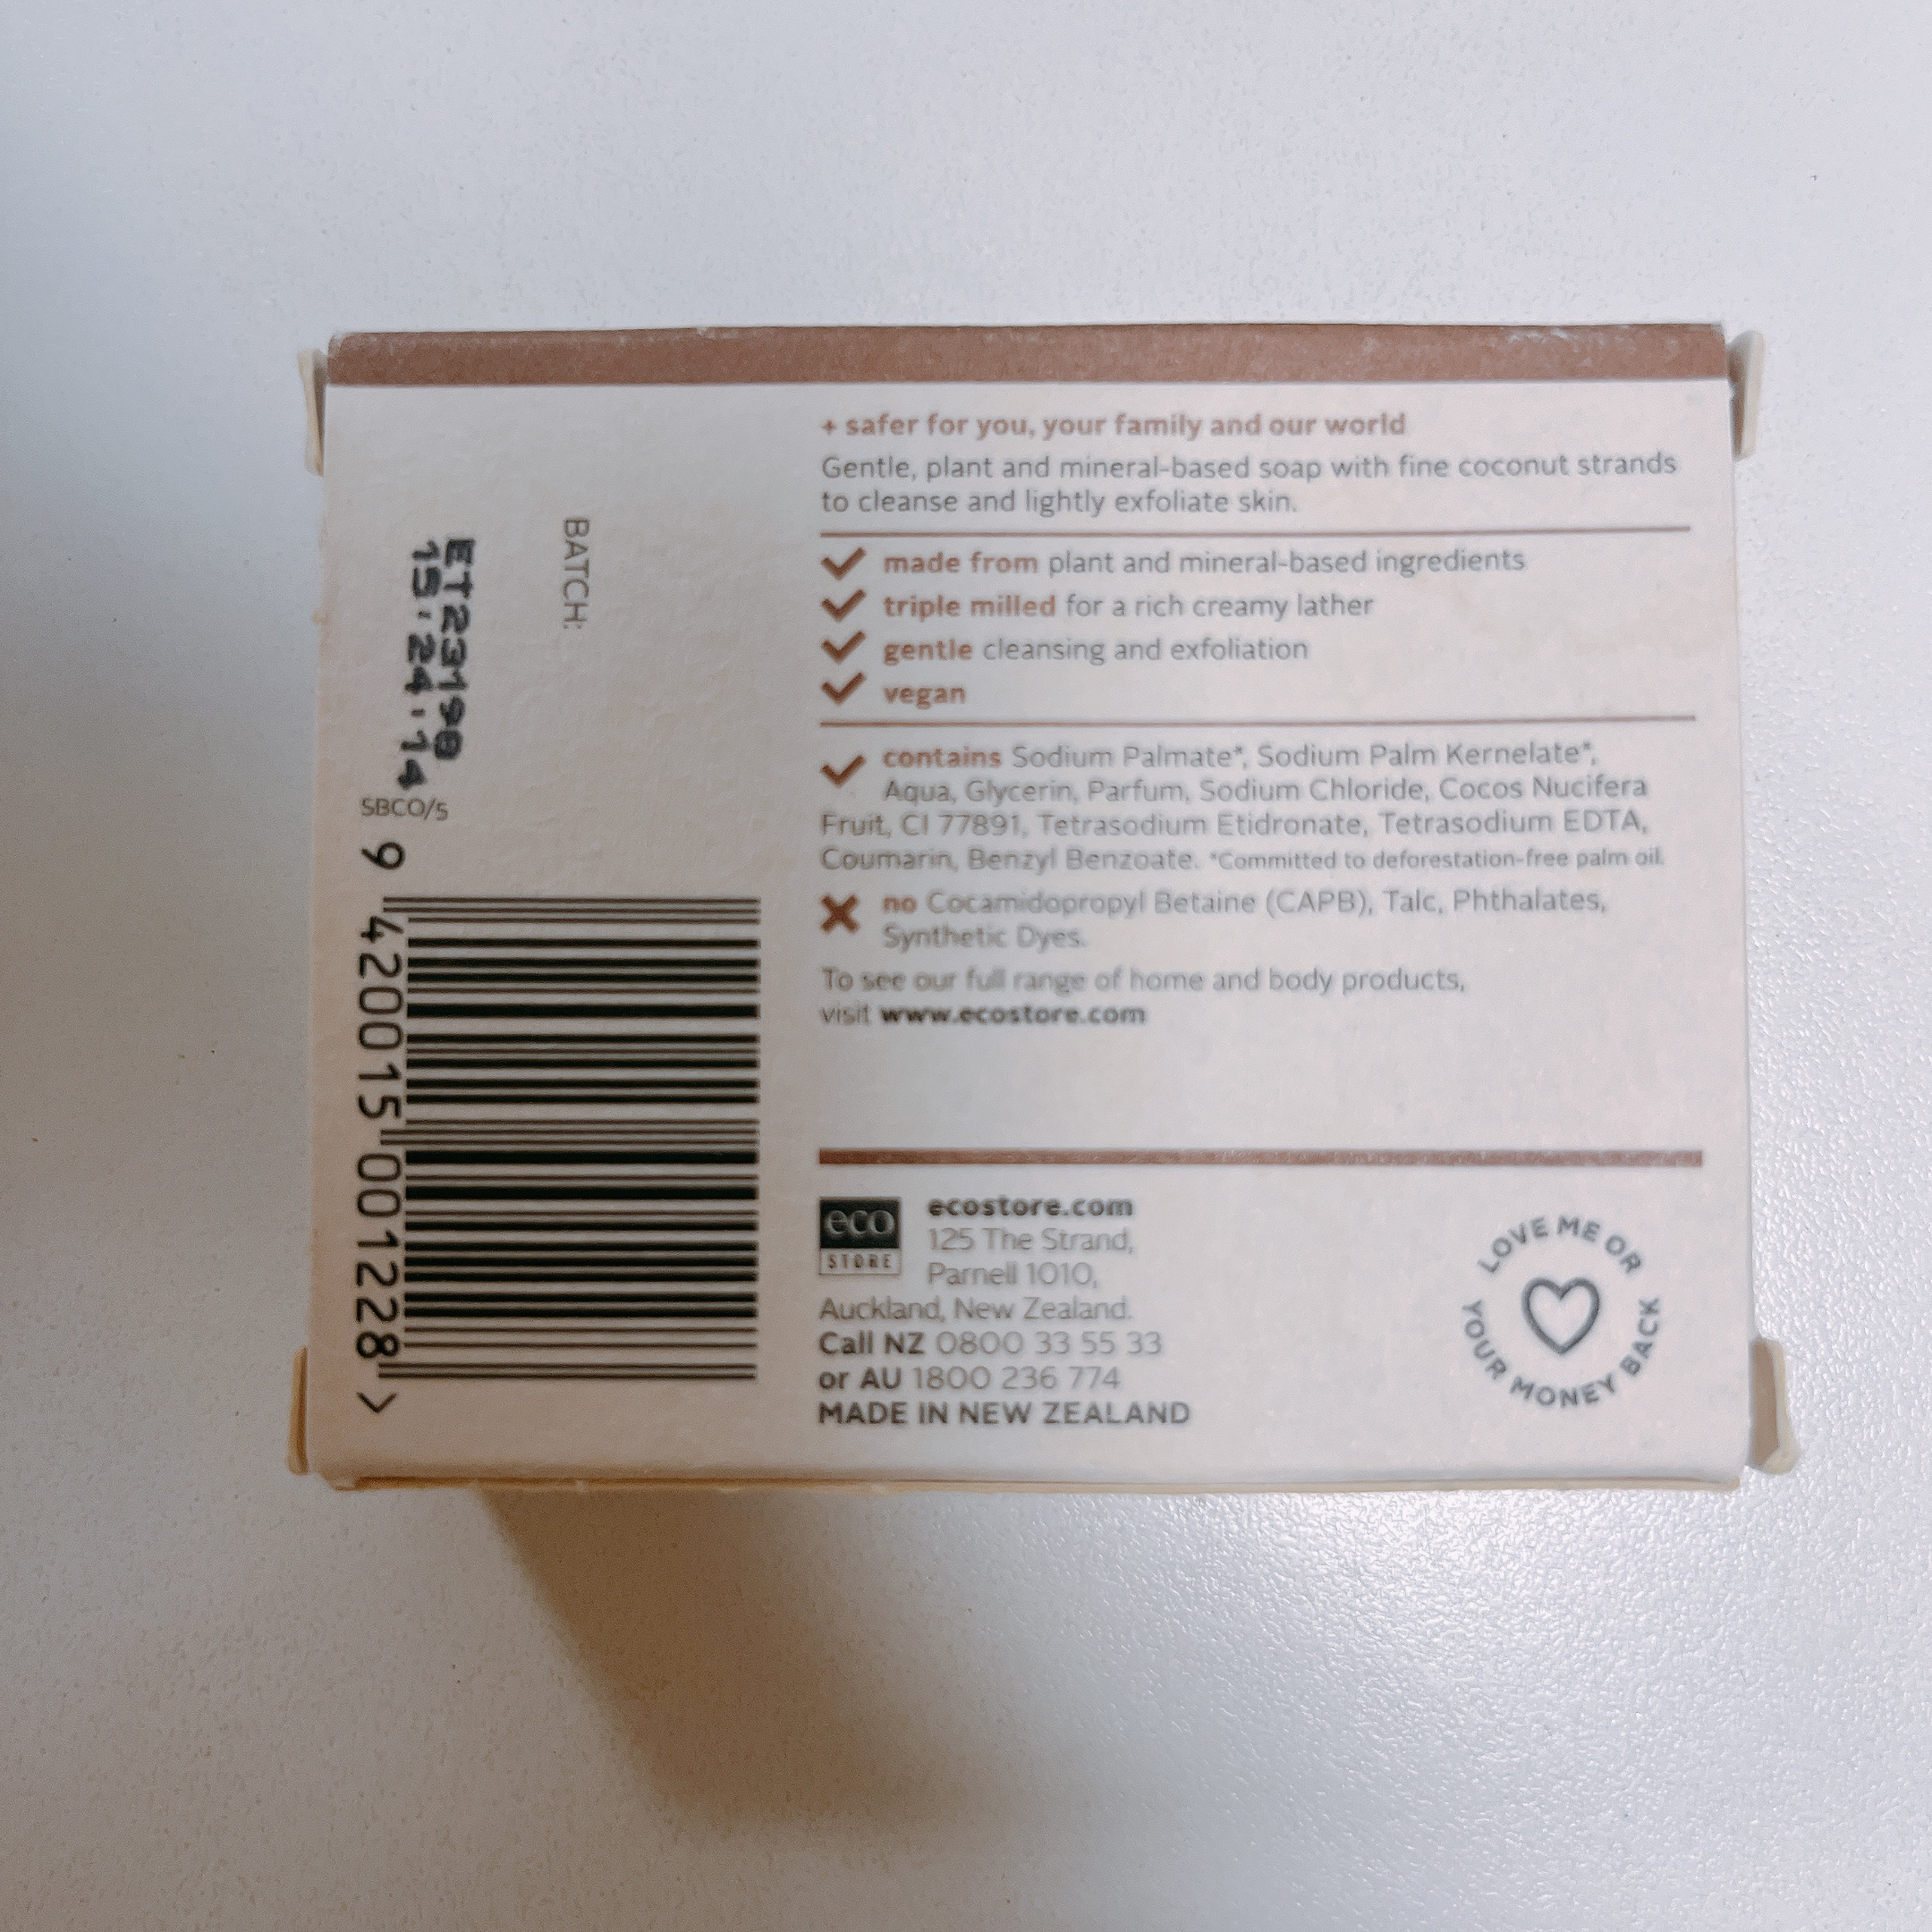 + safer for you, your family and our world
Gentle, plant and mineral-based soap with fine coconut strands
to cleanse and lightly exfoliate skin.
made from plant and mineral-based ingredients
triple milled for a rich creamy lather
gentle cleansing and exfoliation
vegan
contains Sodium Palmate*, Sodium Palm Kernelate*,
Aqua, Glycerin, Parfum, Sodium Chloride, Cocos Nucifera
Fruit, CI 77891, Tetrasodium Etidronate, Tetrasodium EDTA,
Coumarin, Benzyl Benzoate. *Committed to deforestation-free palm oil.
no Cocamidopropyl Betaine (CAPB), Talc, Phthalates,
Synthetic Dyes.
To see our full range of home and body products,
visit www.ecostore.com
eco
STORE
ecostore.com
125 The Strand,
Parnell 1010,
Auckland, New Zealand.
Call NZ 0800 33 55 33
or AU 1800 236 774
MADE IN NEW ZEALAND
LOVE ME OR
YOUR MONEY BACK
BATCH:
ET23198
15:24:14
SBCO/5
9 420015 001228 >